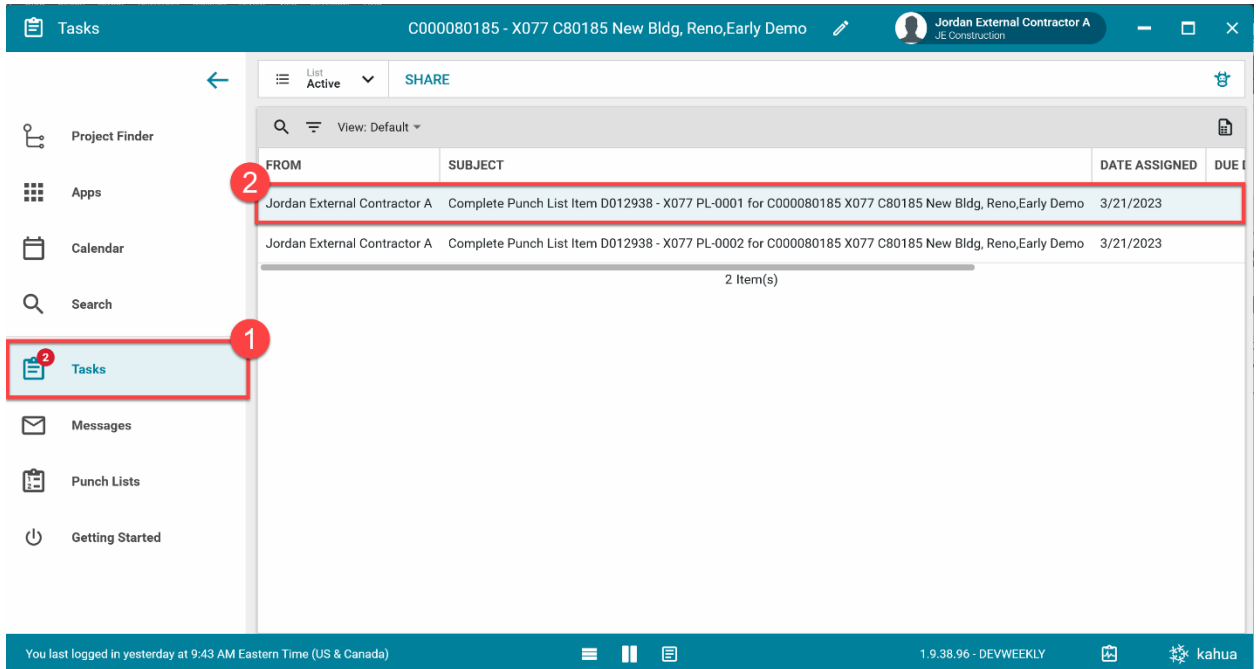 Tasks
C000080185 - X077 C80185 New Bldg, Reno,Early Demo
Jordan External Contractor A
JE Construction
List
Active
SHARE
Project Finder
View: Default
FROM SUBJECT DATE ASSIGNED DUE
2
Apps
Jordan External Contractor A Complete Punch List Item D012938 - X077 PL-0001 for C000080185 X077 C80185 New Bldg, Reno,Early Demo 3/21/2023
Calendar
Jordan External Contractor A Complete Punch List Item D012938 - X077 PL-0002 for C000080185 X077 C80185 New Bldg, Reno,Early Demo 3/21/2023
2 Item(s)
Search
1
2
Tasks
Messages
Punch Lists
Getting Started
You last logged in yesterday at 9:43 AM Eastern Time (US & Canada)
1.9.38.96 - DEVWEEKLY
kahua